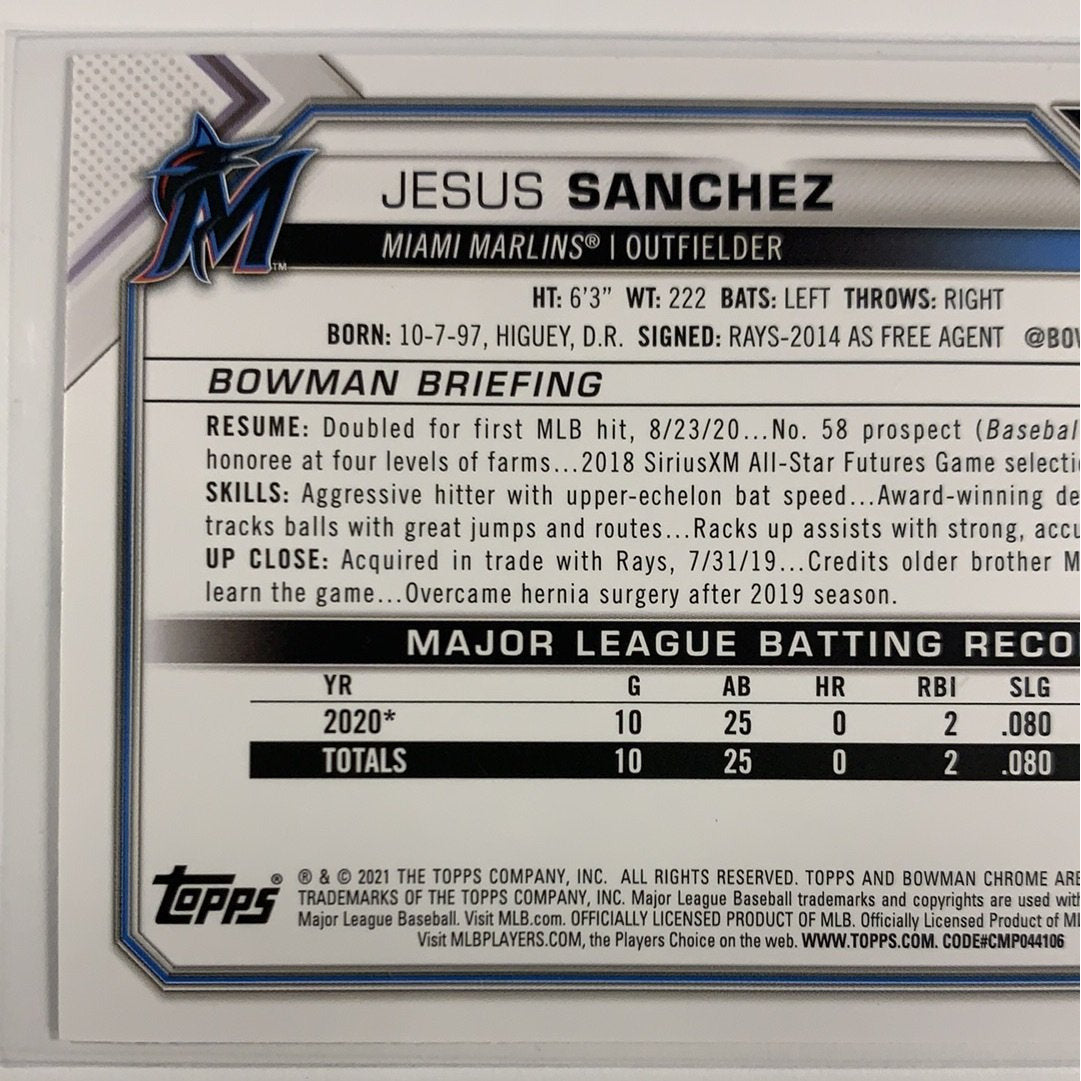 JESUS SANCHEZ
MIAMI MARLINS® | OUTFIELDER
HT: 6'3" WT: 222 BATS: LEFT THROWS: RIGHT
BORN: 10-7-97, HIGUEY, D.R. SIGNED: RAYS-2014 AS FREE AGENT
BOWMAN BRIEFING
RESUME: Doubled for first MLB hit, 8/23/20...No. 58 prospect (Basebal
honoree at four levels of farms...2018 SiriusXM All-Star Futures Game selecti
SKILLS: Aggressive hitter with upper-echelon bat speed...Award-winning de
tracks balls with great jumps and routes...Racks up assists with strong, accu
UP CLOSE: Acquired in trade with Rays, 7/31/19...Credits older brother M
learn the game...Overcame hernia surgery after 2019 season.
MAJOR LEAGUE BATTING RECO
YR G AB HR RBI SLG
2020* 10 25 0 2 .080
TOTALS 10 25 0 2 .080
Topps® ® & © 2021 THE TOPPS COMPANY, INC. ALL RIGHTS RESERVED. TOPPS AND BOWMAN CHROME ARE
TRADEMARKS OF THE TOPPS COMPANY, INC. Major League Baseball trademarks and copyrights are used with
Major League Baseball. Visit MLB.com. OFFICIALLY LICENSED PRODUCT OF MLB. Officially Licensed Product of
Visit MLBPLAYERS.COM, the Players Choice on the web. WWW.TOPPS.COM. CODE#CMP044106